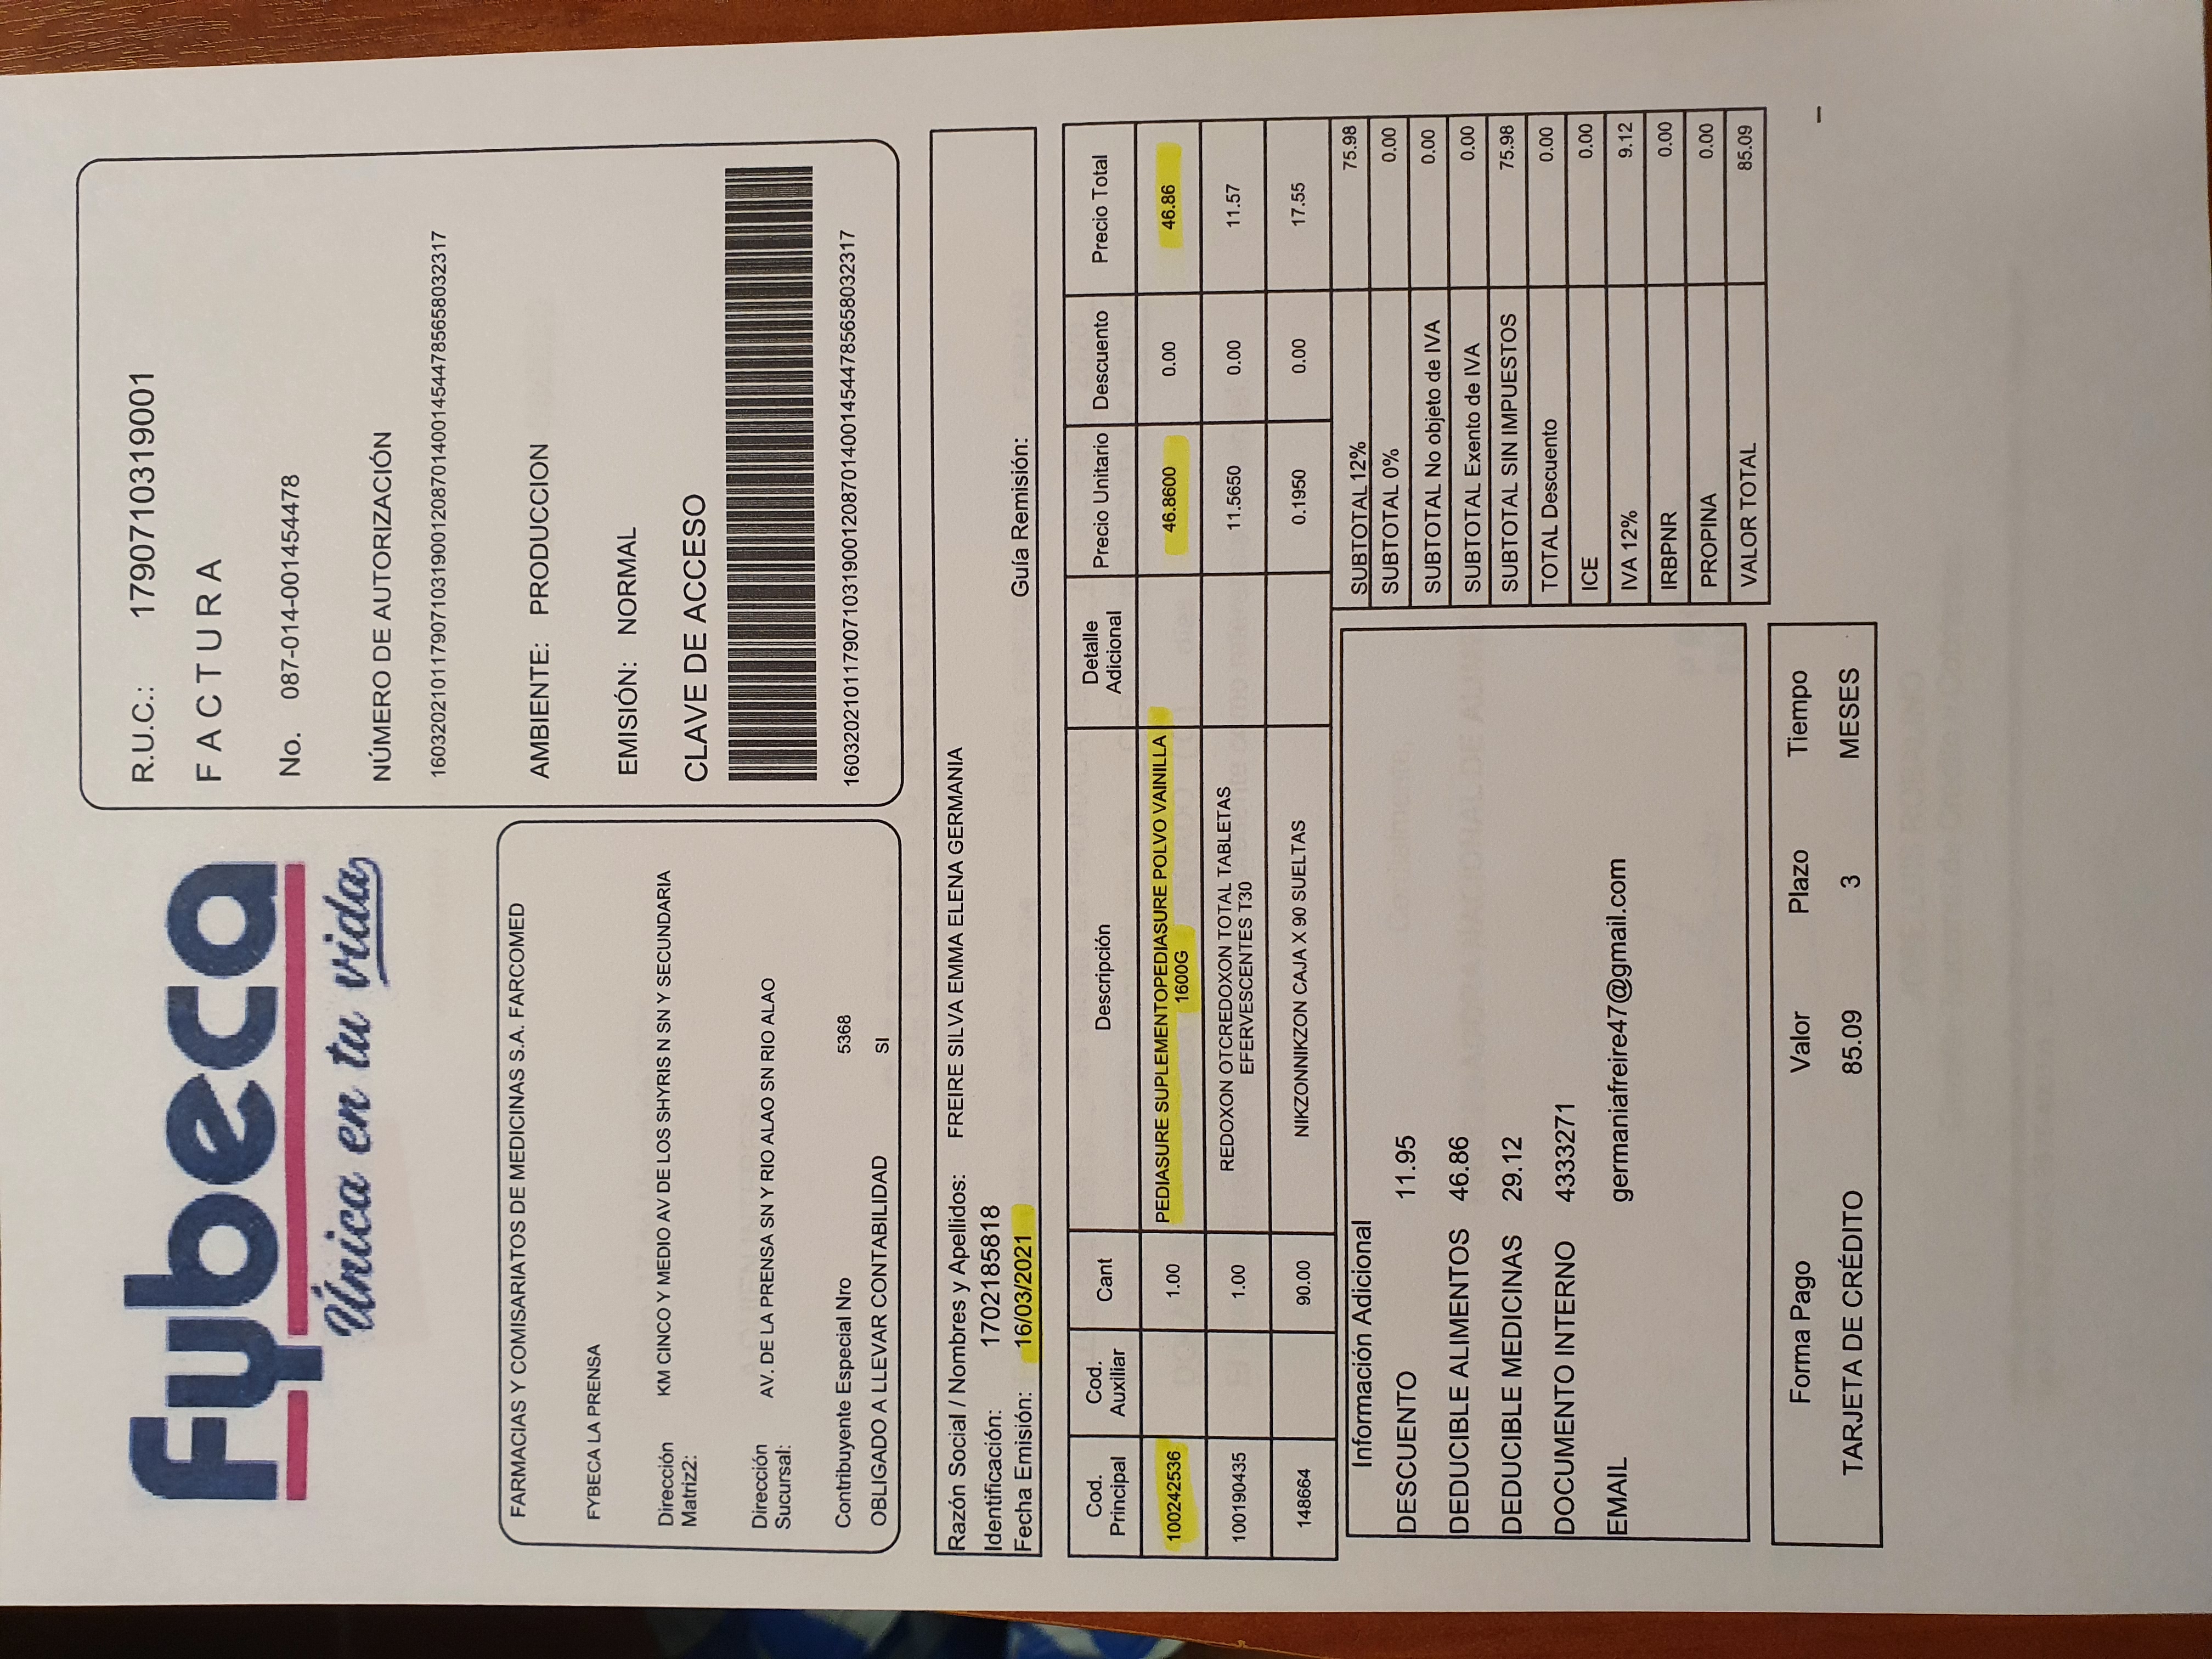 fybeca
Única en tu vida
R.U.C.: 1790710319001
FACTURA
No. 087-014-001454478
NÚMERO DE AUTORIZACIÓN
1603202101179071031900120870140014544785658032317
AMBIENTE: PRODUCCION
EMISIÓN: NORMAL
CLAVE DE ACCESO
1603202101179071031900120870140014544785658032317
FARMACIAS Y COMISARIATOS DE MEDICINAS S.A. FARCOMED
FYBECA LA PRENSA
Dirección Matriz2: KM CINCO Y MEDIO AV DE LOS SHYRIS N SN Y SECUNDARIA
Dirección Sucursal: AV. DE LA PRENSA SN Y RIO ALAO SN RIO ALAO
Contribuyente Especial Nro 5368
OBLIGADO A LLEVAR CONTABILIDAD SI
Razón Social / Nombres y Apellidos: FREIRE SILVA EMMA ELENA GERMANIA
Identificación: 1702185818
Fecha Emisión: 16/03/2021 Guía Remisión:
Cod. Principal Cod. Auxiliar Cant Descripción Detalle Adicional Precio Unitario Descuento Precio Total
100242536 1.00 PEDIASURE SUPLEMENTOPEDIASURE POLVO VAINILLA 1600G 46.8600 0.00 46.86
100190435 1.00 REDOXON OTCREDOXON TOTAL TABLETAS EFERVESCENTES T30 11.5650 0.00 11.57
148664 90.00 NIKZONNIKZON CAJA X 90 SUELTAS 0.1950 0.00 17.55
Información Adicional
DESCUENTO 11.95
DEDUCIBLE ALIMENTOS 46.86
DEDUCIBLE MEDICINAS 29.12
DOCUMENTO INTERNO 4333271
EMAIL germaniafreire47@gmail.com
SUBTOTAL 12% 75.98
SUBTOTAL 0% 0.00
SUBTOTAL No objeto de IVA 0.00
SUBTOTAL Exento de IVA 0.00
SUBTOTAL SIN IMPUESTOS 75.98
TOTAL Descuento 0.00
ICE 0.00
IVA 12% 9.12
IRBPNR 0.00
PROPINA 0.00
VALOR TOTAL 85.09
Forma Pago Valor Plazo Tiempo
TARJETA DE CRÉDITO 85.09 3 MESES